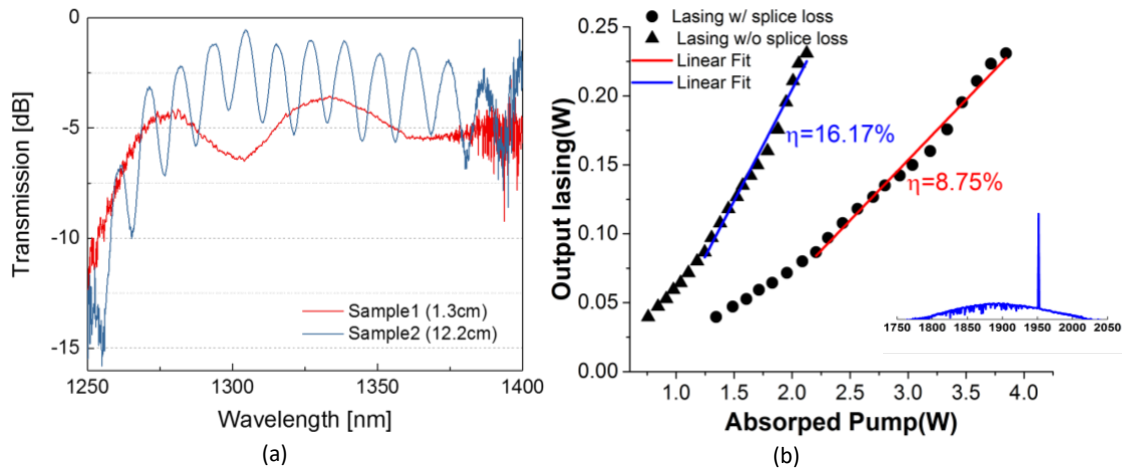 0
-5
-10
-15
Transmission [dB]
Sample1 (1.3cm)
Sample2 (12.2cm)
1250 1300 1350 1400
Wavelength [nm]
(a)
0.25
0.20
0.15
0.10
0.05
0.00
Output lasing(W)
Lasing w/ splice loss
Lasing w/o splice loss
Linear Fit
Linear Fit
η=16.17%
η=8.75%
1750 1800 1850 1900 1950 2000 2050
1.0 1.5 2.0 2.5 3.0 3.5 4.0
Absorped Pump(W)
(b)